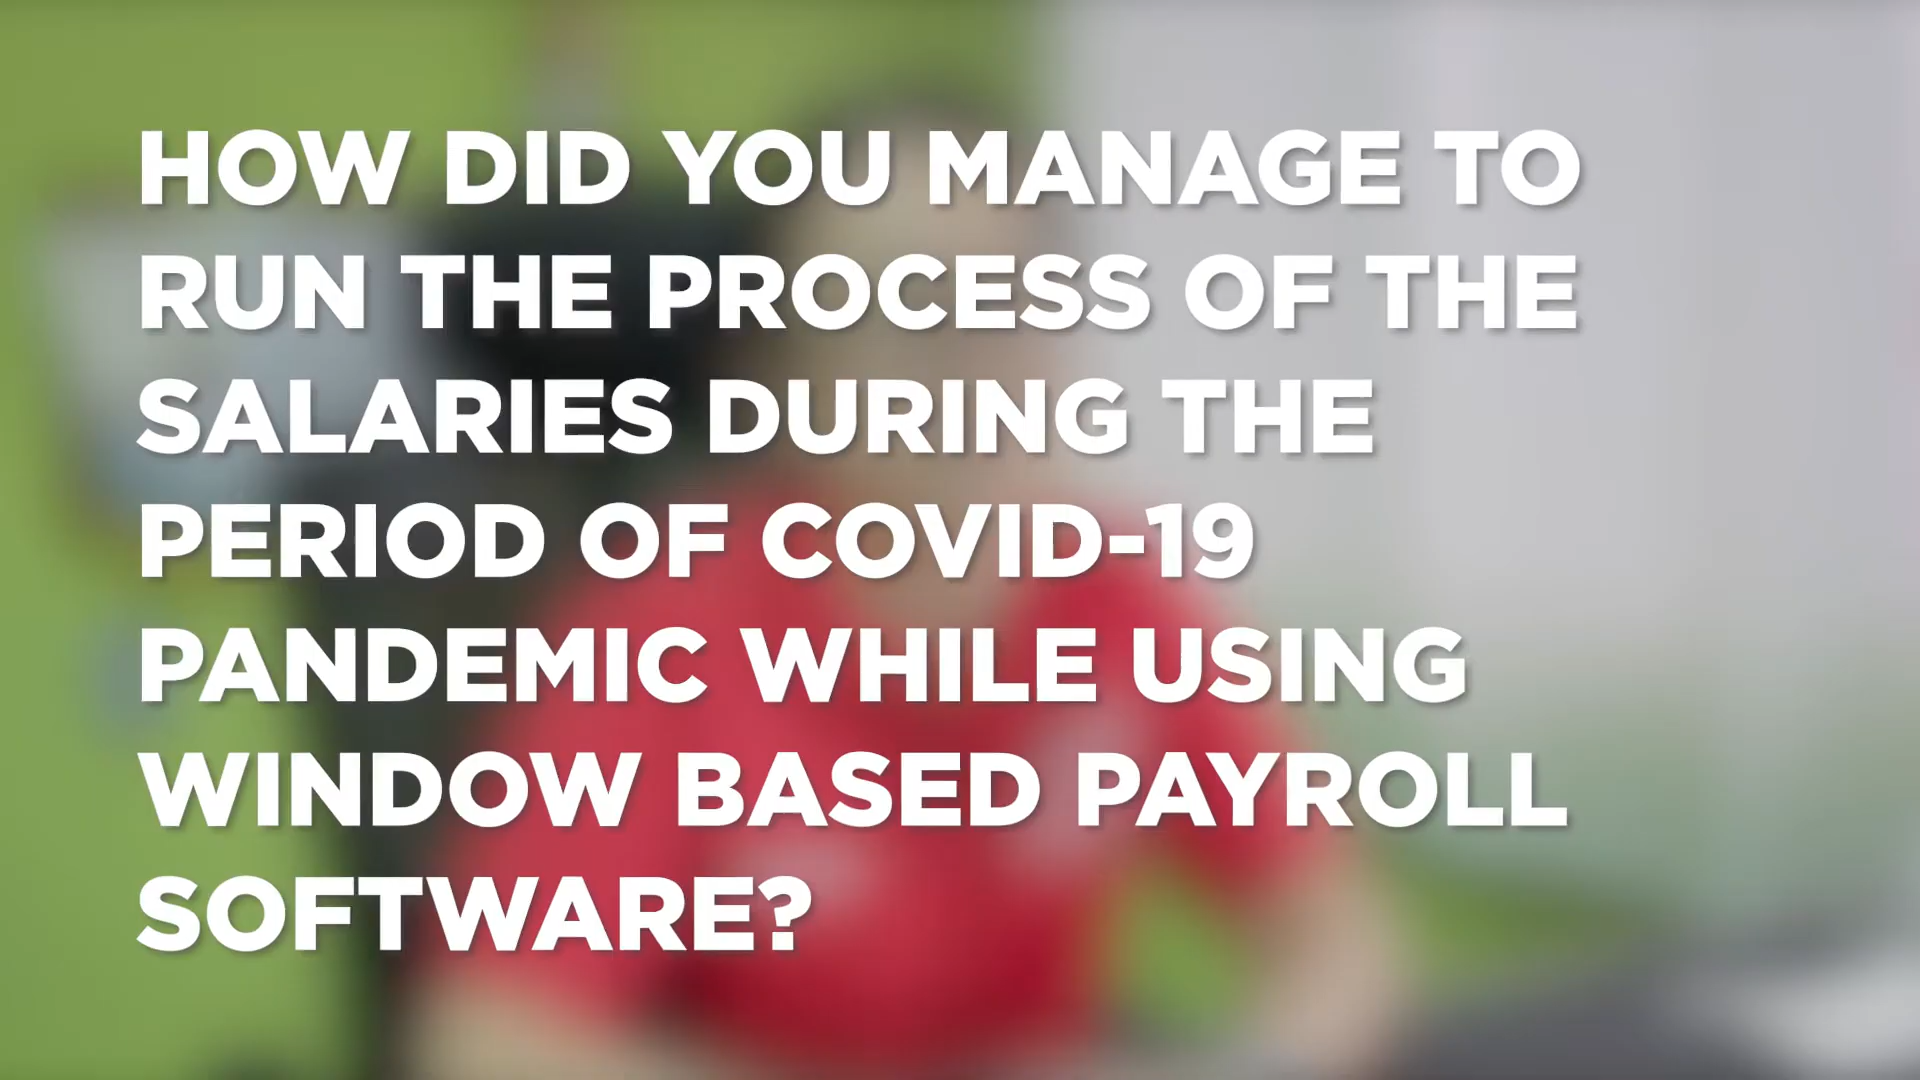 HOW DID YOU MANAGE TO
RUN THE PROCESS OF THE
SALARIES DURING THE
PERIOD OF COVID-19
PANDEMIC WHILE USING
WINDOW BASED PAYROLL
SOFTWARE?